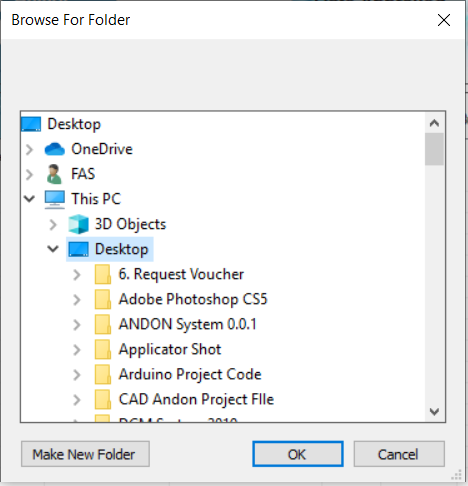 Browse For Folder
Desktop
OneDrive
FAS
This PC
3D Objects
Desktop
6. Request Voucher
Adobe Photoshop CS5
ANDON System 0.0.1
Applicator Shot
Arduino Project Code
CAD Andon Project FIle
Make New Folder
OK
Cancel